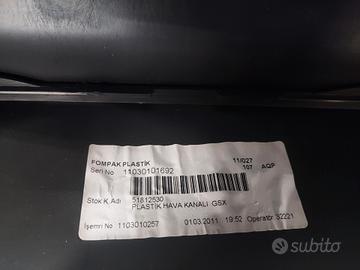 FOMPAK PLASTİK
11/027
Seri No 11030101692
107 AQP
Stok K.Adı 51812530
PLASTİK HAVA KANALI GSX
İşemri No 1103010257 01.03.2011 19:52 Operatör 32221
subito